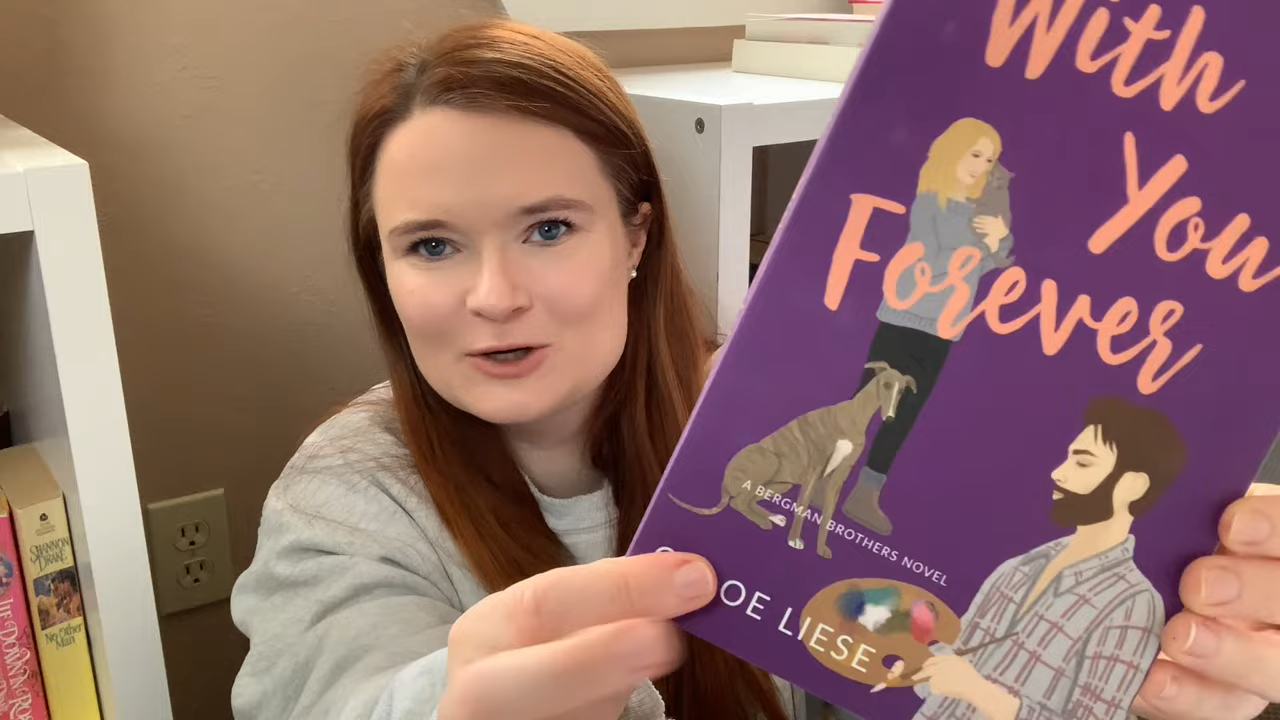 With
You
Forever
A BERGMAN BROTHERS NOVEL
OE LIESE
SHANNON
DRAKE
No Other
Man